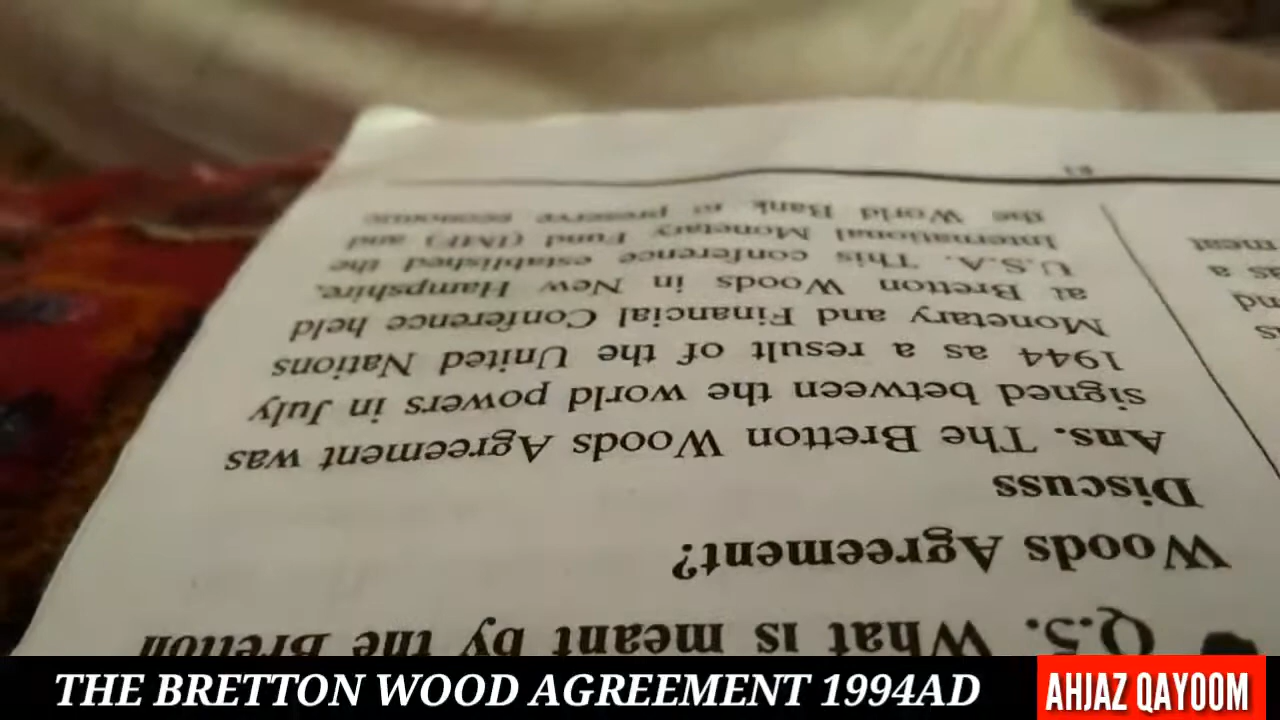 Q.5. What is meant by the Bretton
Woods Agreement?
Discuss
Ans. The Bretton Woods Agreement was
signed between the world powers in July
1944 as a result of the United Nations
Monetary and Financial Conference held
at Bretton Woods in New Hampshire,
U.S.A. This conference established the
International Monetary Fund (IMF) and
the World Bank to preserve economic
THE BRETTON WOOD AGREEMENT 1994AD
AHJAZ QAYOOM